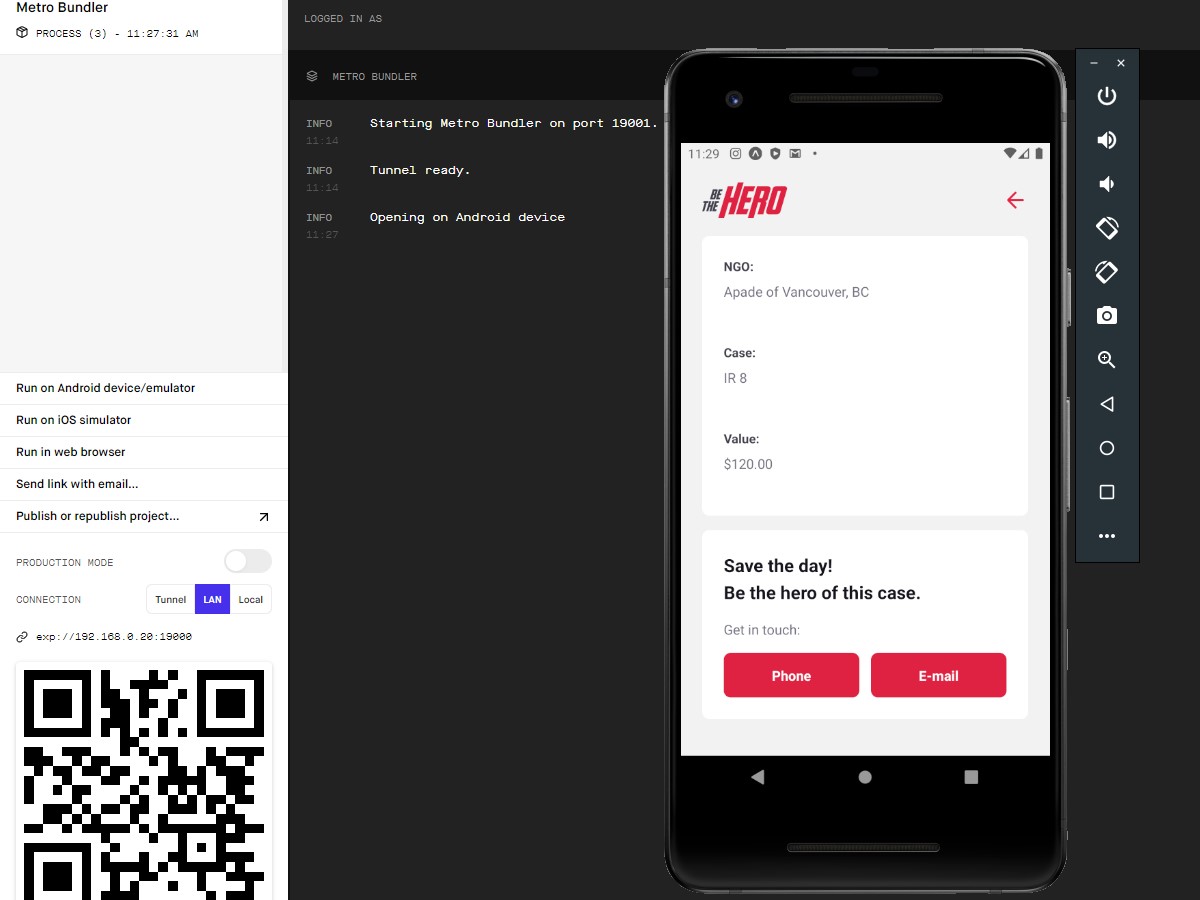 Metro Bundler
PROCESS (3) - 11:27:31 AM
Run on Android device/emulator
Run on iOS simulator
Run in web browser
Send link with email...
Publish or republish project...
PRODUCTION MODE
CONNECTION
Tunnel LAN Local
exp://192.168.0.20:19000
LOGGED IN AS
METRO BUNDLER
INFO Starting Metro Bundler on port 19001.
11:14
INFO Tunnel ready.
11:14
INFO Opening on Android device
11:27
11:29
BE THE HERO
NGO:
Apade of Vancouver, BC
Case:
IR 8
Value:
$120.00
Save the day!
Be the hero of this case.
Get in touch:
Phone E-mail